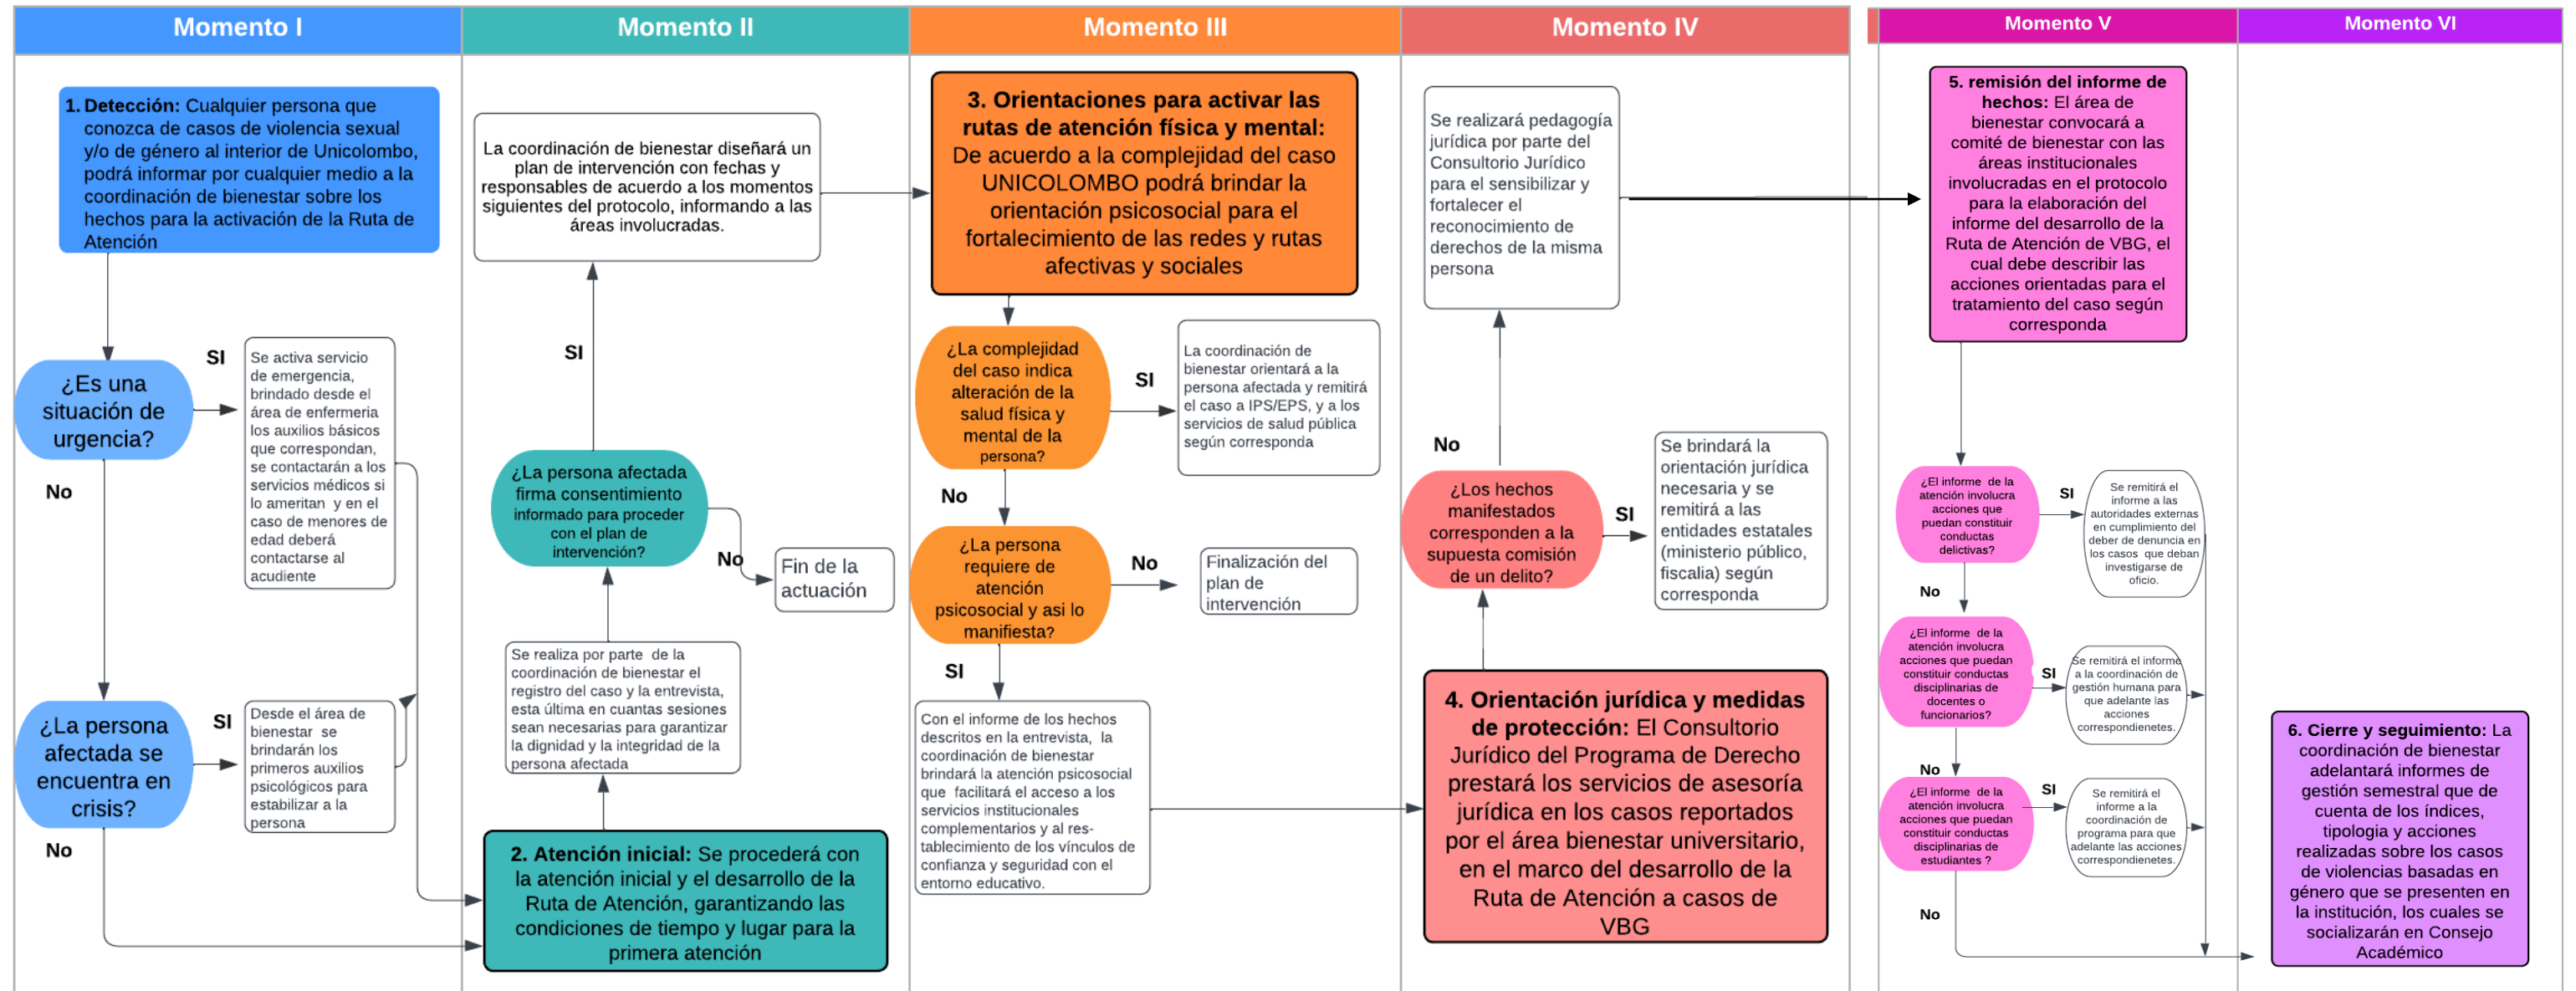 Momento I
1. Detección: Cualquier persona que
conozca de casos de violencia sexual
y/o de género al interior de Unicolombo,
podrá informar por cualquier medio a la
coordinación de bienestar sobre los
hechos para la activación de la Ruta de
Atención
¿Es una
situación de
urgencia?
SI
Se activa servicio
de emergencia,
brindado desde el
área de enfermeria
los auxilios básicos
que correspondan,
se contactarán a los
servicios médicos si
lo ameritan y en el
caso de menores de
edad deberá
contactarse al
acudiente
No
¿La persona
afectada se
encuentra en
crisis?
SI
Desde el área de
bienestar se
brindarán los
primeros auxilios
psicológicos para
estabilizar a la
persona
No
Momento II
La coordinación de bienestar diseñará un
plan de intervención con fechas y
responsables de acuerdo a los momentos
siguientes del protocolo, informando a las
áreas involucradas.
SI
¿La persona afectada
firma consentimiento
informado para proceder
con el plan de
intervención?
No
Fin de la
actuación
Se realiza por parte de la
coordinación de bienestar el
registro del caso y la entrevista,
esta última en cuantas sesiones
sean necesarias para garantizar
la dignidad y la integridad de la
persona afectada
2. Atención inicial: Se procederá con
la atención inicial y el desarrollo de la
Ruta de Atención, garantizando las
condiciones de tiempo y lugar para la
primera atención
Momento III
3. Orientaciones para activar las
rutas de atención física y mental:
De acuerdo a la complejidad del caso
UNICOLOMBO podrá brindar la
orientación psicosocial para el
fortalecimiento de las redes y rutas
afectivas y sociales
¿La complejidad
del caso indica
alteración de la
salud física y
mental de la
persona?
SI
La coordinación de
bienestar orientará a la
persona afectada y remitirá
el caso a IPS/EPS, y a los
servicios de salud pública
según corresponda
No
¿La persona
requiere de
atención
psicosocial y asi lo
manifiesta?
No
Finalización del
plan de
intervención
SI
Con el informe de los hechos
descritos en la entrevista, la
coordinación de bienestar
brindará la atención psicosocial
que facilitará el acceso a los
servicios institucionales
complementarios y al res-
tablecimiento de los vínculos de
confianza y seguridad con el
entorno educativo.
Momento IV
Se realizará pedagogía
jurídica por parte del
Consultorio Jurídico
para el sensibilizar y
fortalecer el
reconocimiento de
derechos de la misma
persona
No
¿Los hechos
manifestados
corresponden a la
supuesta comisión
de un delito?
SI
Se brindará la
orientación jurídica
necesaria y se
remitirá a las
entidades estatales
(ministerio público,
fiscalia) según
corresponda
4. Orientación jurídica y medidas
de protección: El Consultorio
Jurídico del Programa de Derecho
prestará los servicios de asesoría
jurídica en los casos reportados
por el área bienestar universitario,
en el marco del desarrollo de la
Ruta de Atención a casos de
VBG
Momento V
5. remisión del informe de
hechos: El área de
bienestar convocará a
comité de bienestar con las
áreas institucionales
involucradas en el protocolo
para la elaboración del
informe del desarrollo de la
Ruta de Atención de VBG, el
cual debe describir las
acciones orientadas para el
tratamiento del caso según
corresponda
¿El informe de la
atención involucra
acciones que
puedan constituir
conductas
delictivas?
SI
Se remitirá el
informe a las
autoridades externas
en cumplimiento del
deber de denuncia en
los casos que deban
investigarse de
oficio.
No
¿El informe de la
atención involucra
acciones que puedan
constituir conductas
disciplinarias de
docentes o
funcionarios?
SI
Se remitirá el informe
a la coordinación de
gestión humana para
que adelante las
acciones
correspondienetes.
No
¿El informe de la
atención involucra
acciones que puedan
constituir conductas
disciplinarias de
estudiantes ?
SI
Se remitirá el
informe a la
coordinación de
programa para que
adelante las acciones
correspondienetes.
No
Momento VI
6. Cierre y seguimiento: La
coordinación de bienestar
adelantará informes de
gestión semestral que de
cuenta de los índices,
tipologia y acciones
realizadas sobre los casos
de violencias basadas en
género que se presenten en
la institución, los cuales se
socializarán en Consejo
Académico